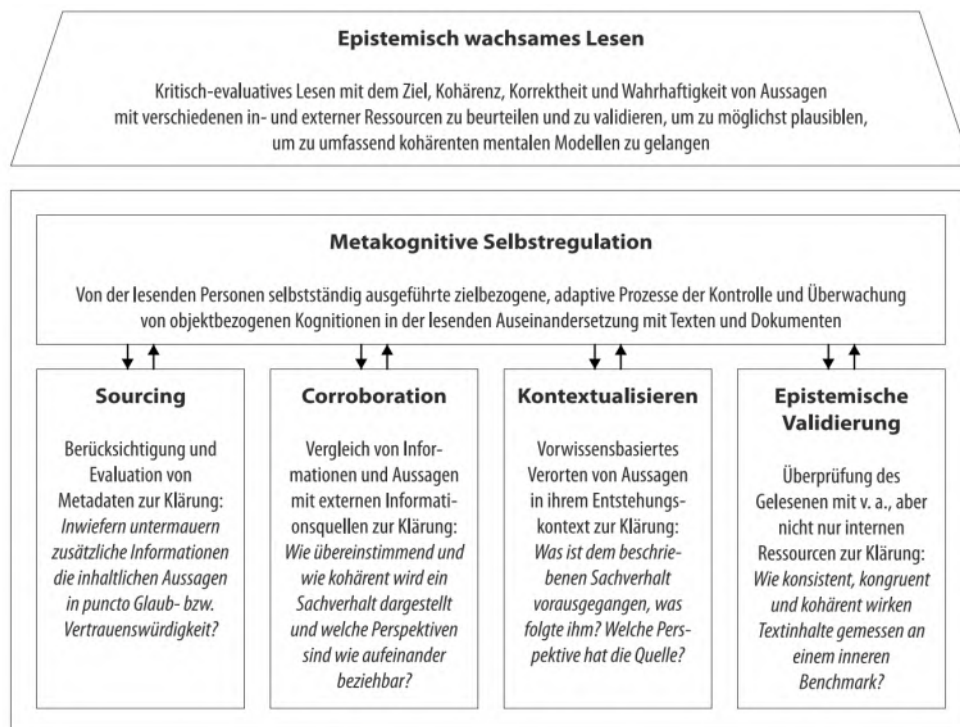 Epistemisch wachsames Lesen
Kritisch-evaluatives Lesen mit dem Ziel, Kohärenz, Korrektheit und Wahrhaftigkeit von Aussagen
mit verschiedenen in- und externer Ressourcen zu beurteilen und zu validieren, um zu möglichst plausiblen,
um zu umfassend kohärenten mentalen Modellen zu gelangen
Metakognitive Selbstregulation
Von der lesenden Personen selbstständig ausgeführte zielbezogene, adaptive Prozesse der Kontrolle und Überwachung
von objektbezogenen Kognitionen in der lesenden Auseinandersetzung mit Texten und Dokumenten
Sourcing
Berücksichtigung und
Evaluation von
Metadaten zur Klärung:
Inwiefern untermauern
zusätzliche Informationen
die inhaltlichen Aussagen
in puncto Glaub- bzw.
Vertrauenswürdigkeit?
Corroboration
Vergleich von Infor-
mationen und Aussagen
mit externen Informati-
onsquellen zur Klärung:
Wie übereinstimmend und
wie kohärent wird ein
Sachverhalt dargestellt
und welche Perspektiven
sind wie aufeinander
beziehbar?
Kontextualisieren
Vorwissensbasiertes
Verorten von Aussagen
in ihrem Entstehungs-
kontext zur Klärung:
Was ist dem beschrie-
benen Sachverhalt
vorausgegangen, was
folgte ihm? Welche Pers-
pektive hat die Quelle?
Epistemische
Validierung
Überprüfung des
Gelesenen mit v. a., aber
nicht nur internen
Ressourcen zur Klärung:
Wie konsistent, kongruent
und kohärent wirken
Textinhalte gemessen an
einem inneren
Benchmark?